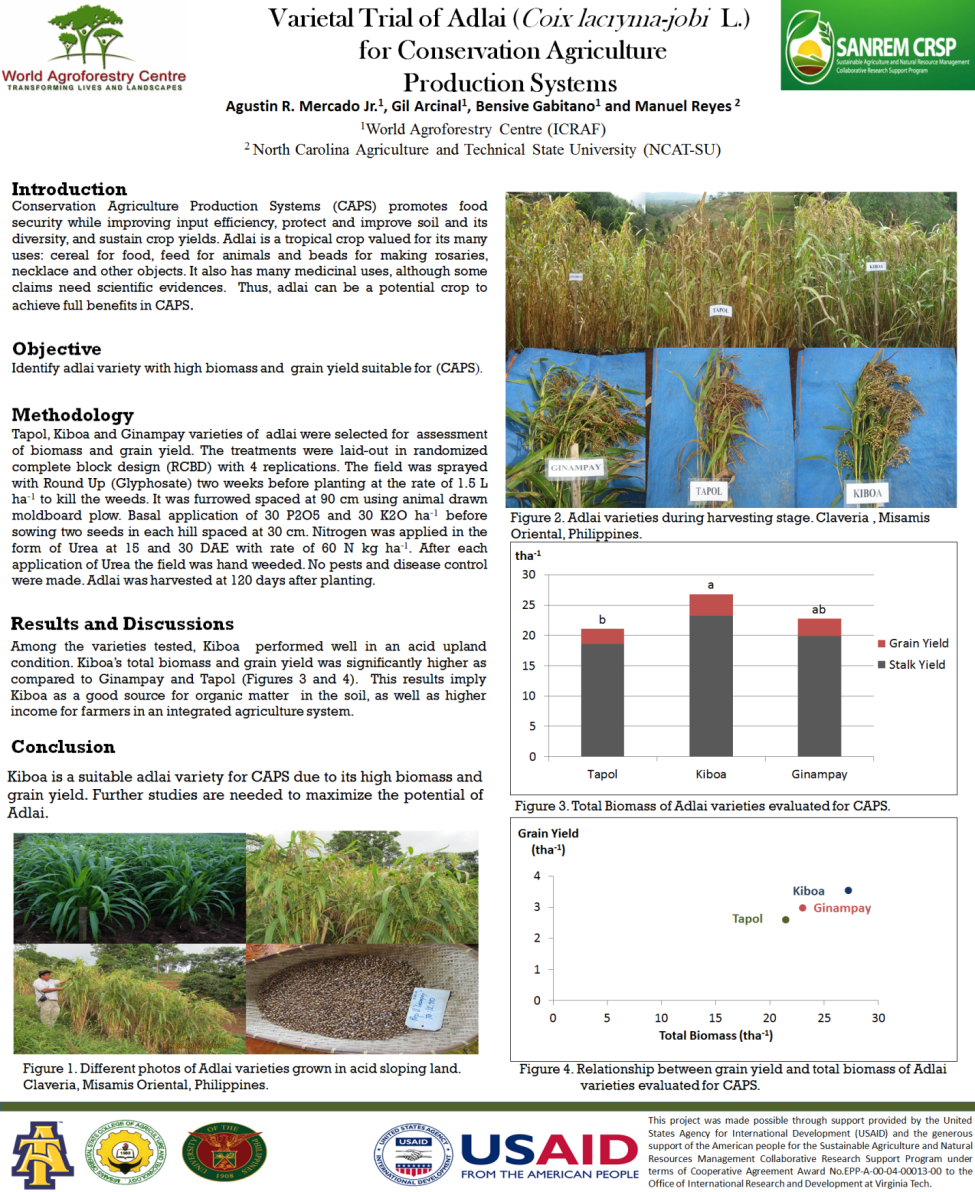 Varietal Trial of Adlai (Coix lacryma-jobi L.)
for Conservation Agriculture
Production Systems
World Agroforestry Centre
TRANSFORMING LIVES AND LANDSCAPES
SANREM CRSP
Sustainable Agriculture and Natural Resource Management
Collaborative Research Support Program
Agustin R. Mercado Jr.¹, Gil Arcinal¹, Bensive Gabitano¹ and Manuel Reyes ²
¹World Agroforestry Centre (ICRAF)
² North Carolina Agriculture and Technical State University (NCAT-SU)
Introduction
Conservation Agriculture Production Systems (CAPS) promotes food
security while improving input efficiency, protect and improve soil and its
diversity, and sustain crop yields. Adlai is a tropical crop valued for its many
uses: cereal for food, feed for animals and beads for making rosaries,
necklace and other objects. It also has many medicinal uses, although some
claims need scientific evidences. Thus, adlai can be a potential crop to
achieve full benefits in CAPS.
Objective
Identify adlai variety with high biomass and grain yield suitable for (CAPS).
Methodology
Tapol, Kiboa and Ginampay varieties of adlai were selected for assessment
of biomass and grain yield. The treatments were laid-out in randomized
complete block design (RCBD) with 4 replications. The field was sprayed
with Round Up (Glyphosate) two weeks before planting at the rate of 1.5 L
ha⁻¹ to kill the weeds. It was furrowed spaced at 90 cm using animal drawn
moldboard plow. Basal application of 30 P2O5 and 30 K2O ha⁻¹ before
sowing two seeds in each hill spaced at 30 cm. Nitrogen was applied in the
form of Urea at 15 and 30 DAE with rate of 60 N kg ha⁻¹. After each
application of Urea the field was hand weeded. No pests and disease control
were made. Adlai was harvested at 120 days after planting.
Results and Discussions
Among the varieties tested, Kiboa performed well in an acid upland
condition. Kiboa's total biomass and grain yield was significantly higher as
compared to Ginampay and Tapol (Figures 3 and 4). This results imply
Kiboa as a good source for organic matter in the soil, as well as higher
income for farmers in an integrated agriculture system.
Conclusion
Kiboa is a suitable adlai variety for CAPS due to its high biomass and
grain yield. Further studies are needed to maximize the potential of
Adlai.
Figure 1. Different photos of Adlai varieties grown in acid sloping land.
Claveria, Misamis Oriental, Philippines.
TAPOL
KIBOA
GINAMPAY
TAPOL
KIBOA
Figure 2. Adlai varieties during harvesting stage. Claveria , Misamis
Oriental, Philippines.
tha⁻¹
30
25
20
15
10
5
0
b
a
ab
Grain Yield
Stalk Yield
Tapol
Kiboa
Ginampay
Figure 3. Total Biomass of Adlai varieties evaluated for CAPS.
Grain Yield
(tha⁻¹)
4
3
2
1
0
Kiboa
Ginampay
Tapol
0 5 10 15 20 25 30
Total Biomass (tha⁻¹)
Figure 4. Relationship between grain yield and total biomass of Adlai
varieties evaluated for CAPS.
A T
UNIVERSITY OF THE PHILIPPINES
1908
UNITED STATES AGENCY
INTERNATIONAL DEVELOPMENT
USAID
USAID
FROM THE AMERICAN PEOPLE
This project was made possible through support provided by the United
States Agency for International Development (USAID) and the generous
support of the American people for the Sustainable Agriculture and Natural
Resources Management Collaborative Research Support Program under
terms of Cooperative Agreement Award No.EPP-A-00-04-00013-00 to the
Office of International Research and Development at Virginia Tech.